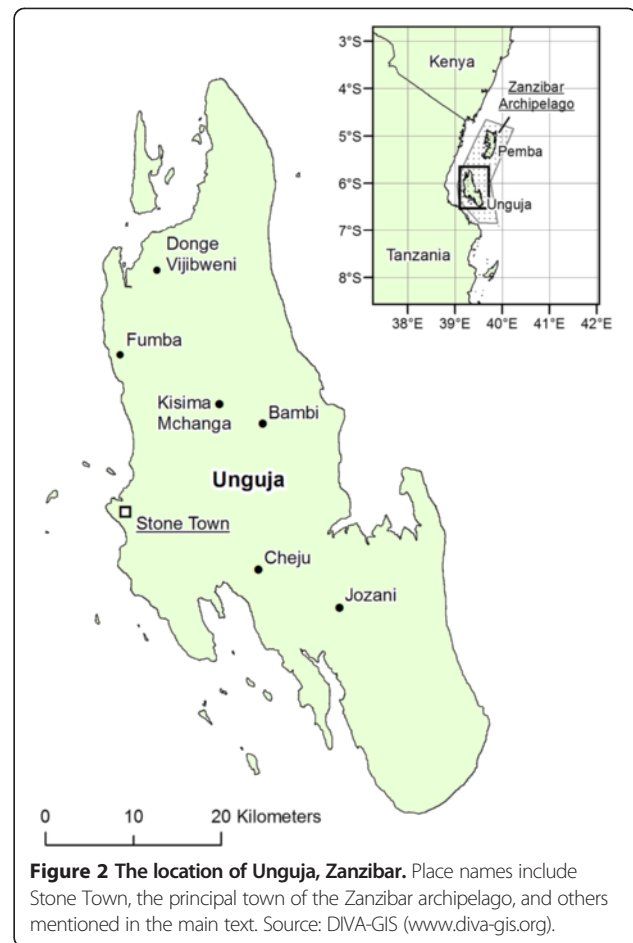 3°S
4°S
5°S
6°S
7°S
8°S
Kenya
Zanzibar
Archipelago
Pemba
Unguja
Tanzania
38°E 39°E 40°E 41°E 42°E
Donge
Vijibweni
Fumba
Kisima
Mchanga
Bambi
Unguja
Stone Town
Cheju
Jozani
0 10 20 Kilometers
Figure 2 The location of Unguja, Zanzibar. Place names include
Stone Town, the principal town of the Zanzibar archipelago, and others
mentioned in the main text. Source: DIVA-GIS (www.diva-gis.org).